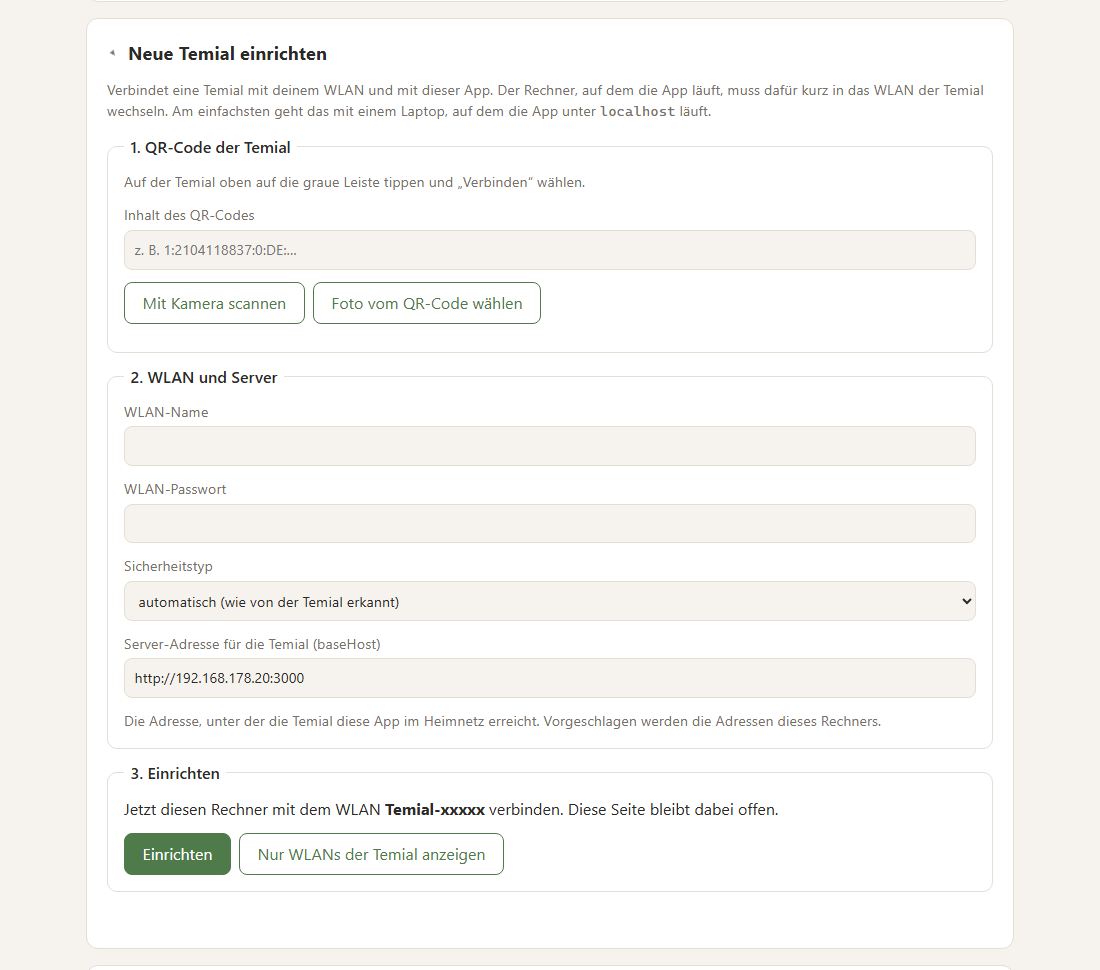 Neue Temial einrichten
Verbindet eine Temial mit deinem WLAN und mit dieser App. Der Rechner, auf dem die App läuft, muss dafür kurz in das WLAN der Temial
wechseln. Am einfachsten geht das mit einem Laptop, auf dem die App unter localhost läuft.
1. QR-Code der Temial
Auf der Temial oben auf die graue Leiste tippen und „Verbinden“ wählen.
Inhalt des QR-Codes
z. B. 1:2104118837:0:DE:...
Mit Kamera scannen
Foto vom QR-Code wählen
2. WLAN und Server
WLAN-Name
WLAN-Passwort
Sicherheitstyp
automatisch (wie von der Temial erkannt)
Server-Adresse für die Temial (baseHost)
http://192.168.178.20:3000
Die Adresse, unter der die Temial diese App im Heimnetz erreicht. Vorgeschlagen werden die Adressen dieses Rechners.
3. Einrichten
Jetzt diesen Rechner mit dem WLAN Temial-xxxxx verbinden. Diese Seite bleibt dabei offen.
Einrichten
Nur WLANs der Temial anzeigen